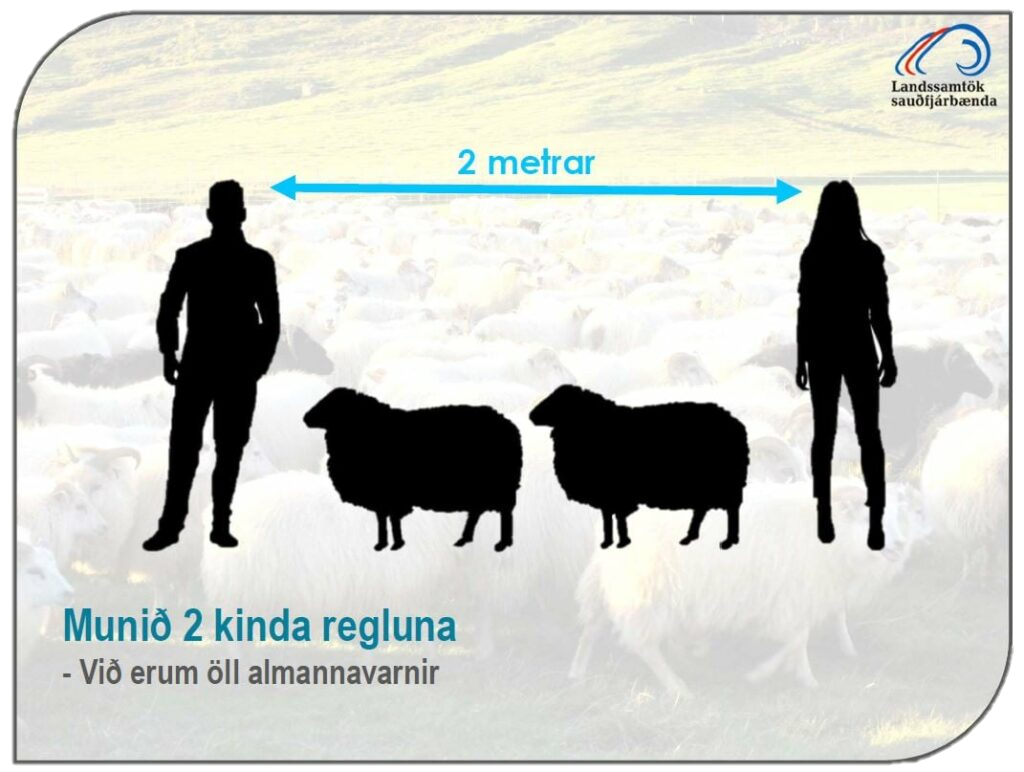 Landssamtök
sauðfjárbænda
2 metrar
Munið 2 kinda regluna
- Við erum öll almannavarnir